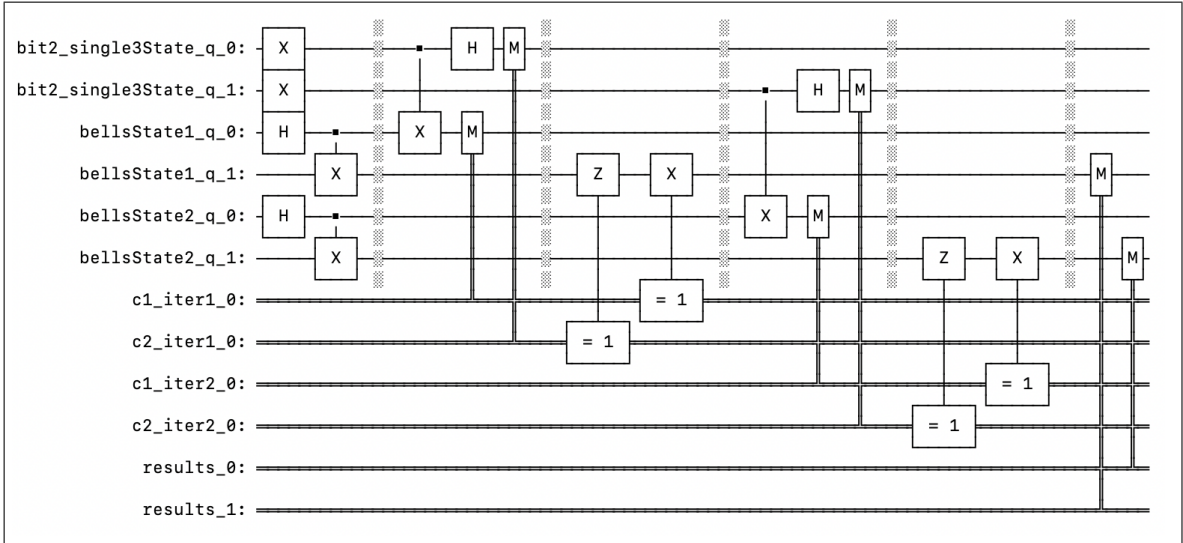 bit2_single3State_q_0: X H M
bit2_single3State_q_1: X H M
bellsState1_q_0: H X M
bellsState1_q_1: X Z X M
bellsState2_q_0: H X M
bellsState2_q_1: X Z X M
c1_iter1_0: = 1
c2_iter1_0: = 1
c1_iter2_0: = 1
c2_iter2_0: = 1
results_0:
results_1: